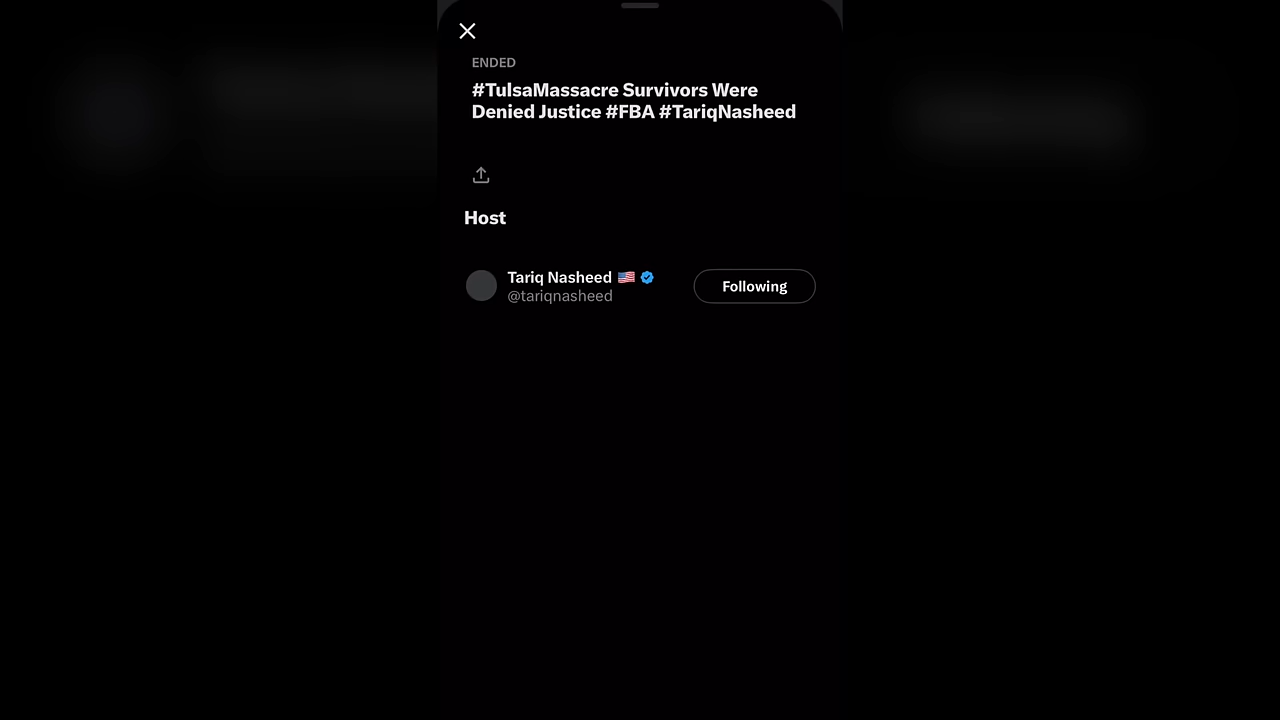 ENDED
#TulsaMassacre Survivors Were
Denied Justice #FBA #TariqNasheed
Host
Tariq Nasheed 🇺🇸
@tariqnasheed
Following